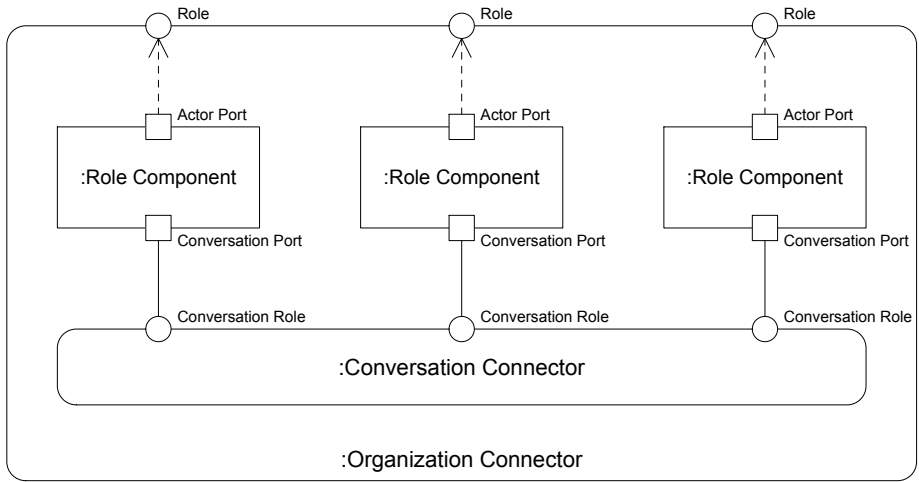 Role
Role
Role
Actor Port
Actor Port
Actor Port
:Role Component
:Role Component
:Role Component
Conversation Port
Conversation Port
Conversation Port
Conversation Role
Conversation Role
Conversation Role
:Conversation Connector
:Organization Connector